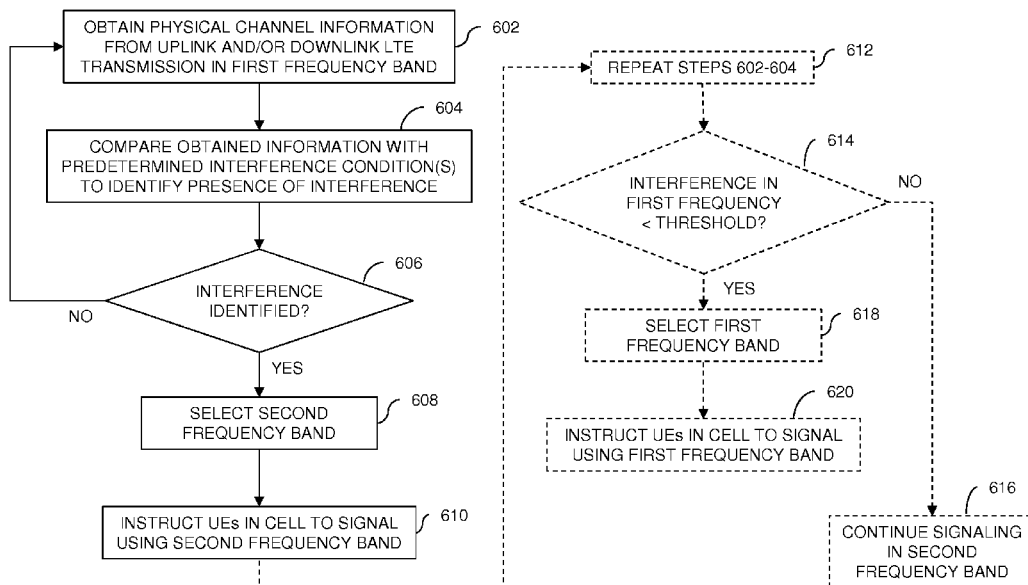 OBTAIN PHYSICAL CHANNEL INFORMATION
FROM UPLINK AND/OR DOWNLINK LTE
TRANSMISSION IN FIRST FREQUENCY BAND
602
604
COMPARE OBTAINED INFORMATION WITH
PREDETERMINED INTERFERENCE CONDITION(S)
TO IDENTIFY PRESENCE OF INTERFERENCE
606
INTERFERENCE
IDENTIFIED?
NO
YES
SELECT SECOND
FREQUENCY BAND
608
INSTRUCT UEs IN CELL TO SIGNAL
USING SECOND FREQUENCY BAND
610
REPEAT STEPS 602-604
612
614
INTERFERENCE IN
FIRST FREQUENCY
< THRESHOLD?
NO
YES
SELECT FIRST
FREQUENCY BAND
618
620
INSTRUCT UEs IN CELL TO SIGNAL
USING FIRST FREQUENCY BAND
616
CONTINUE SIGNALING
IN SECOND
FREQUENCY BAND